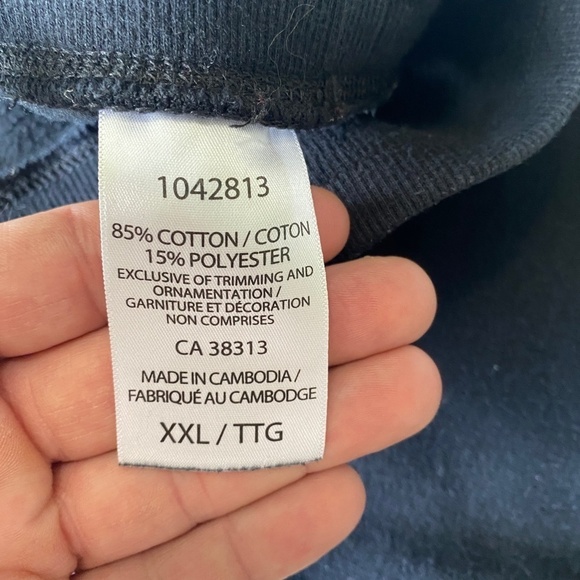 1042813
85% COTTON / COTON
15% POLYESTER
EXCLUSIVE OF TRIMMING AND
ORNAMENTATION /
GARNITURE ET DÉCORATION
NON COMPRISES
CA 38313
MADE IN CAMBODIA /
FABRIQUÉ AU CAMBODGE
XXL / TTG